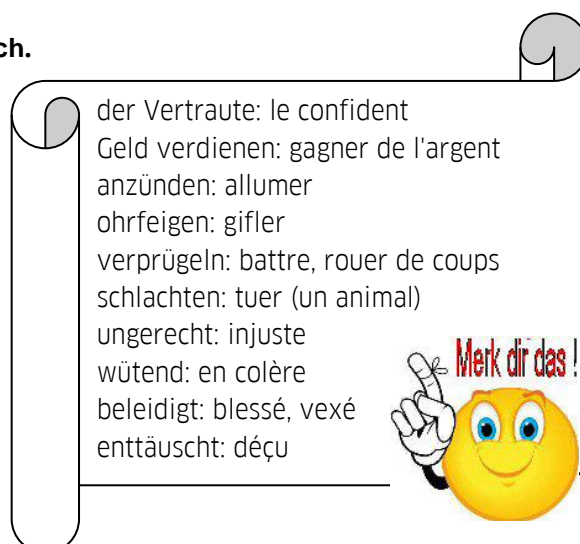 ch.
der Vertraute: le confident
Geld verdienen: gagner de l'argent
anzünden: allumer
ohrfeigen: gifler
verprügeln: battre, rouer de coups
schlachten: tuer (un animal)
ungerecht: injuste
wütend: en colère
beleidigt: blessé, vexé
enttäuscht: déçu
Merk dir das !